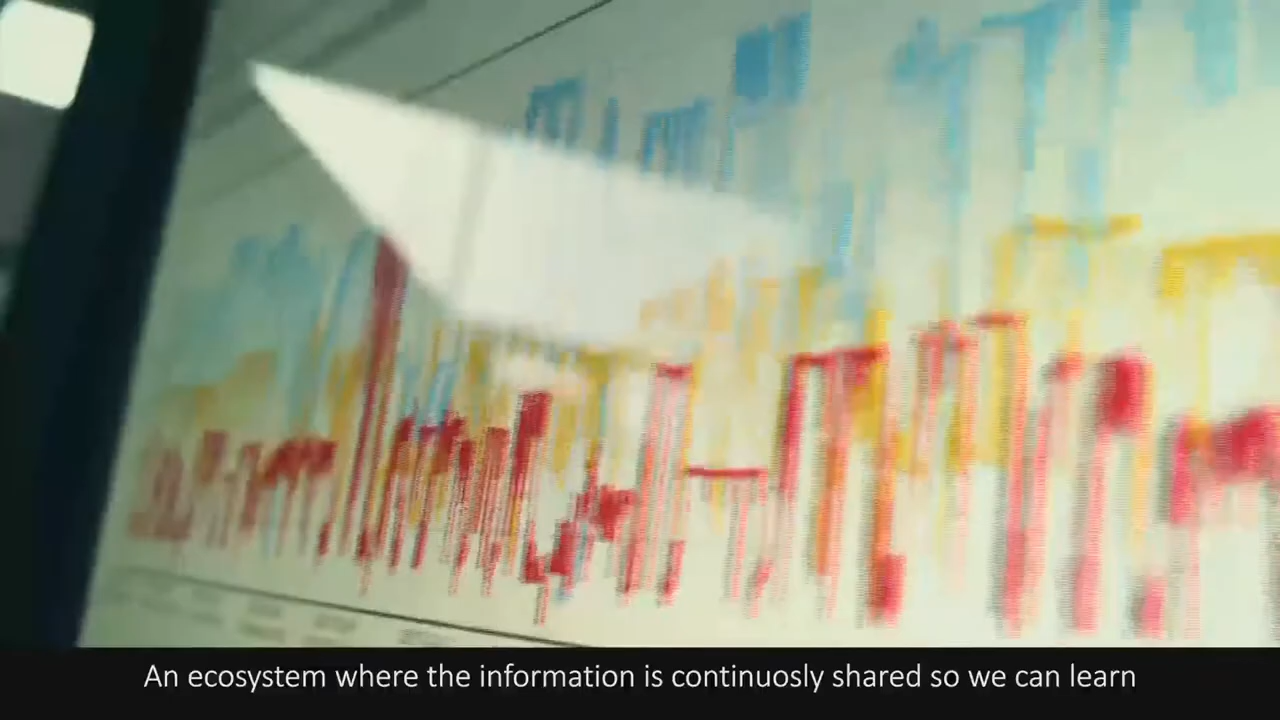 An ecosystem where the information is continuosly shared so we can learn